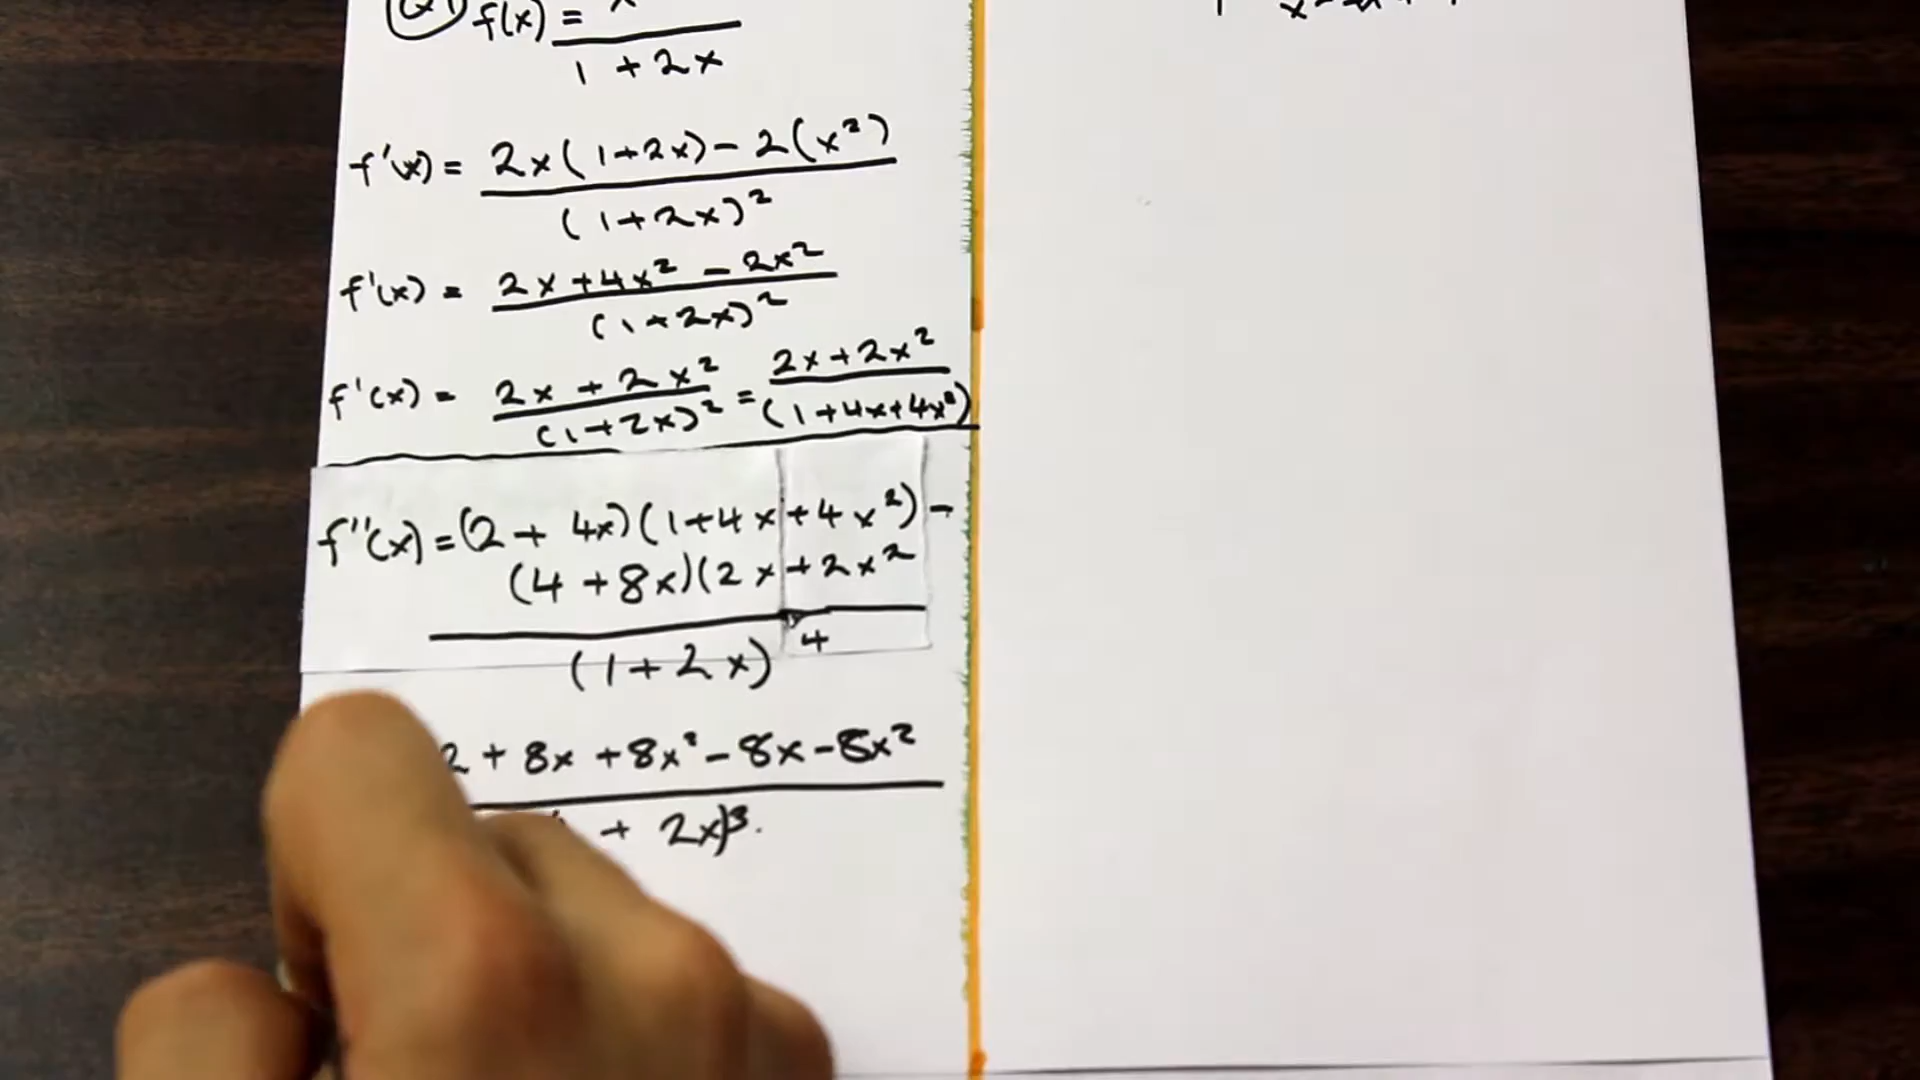 f(x) =
1 + 2x
f'(x) = 2x(1+2x) - 2(x²)
(1+2x)²
f'(x) = 2x + 4x² - 2x²
(1+2x)²
f'(x) = 2x + 2x² = 2x + 2x²
(1+2x)² (1+4x+4x²)
f''(x) = (2 + 4x)(1+4x+4x²) -
(4 + 8x)(2x + 2x²
(1 + 2x)⁴
2 + 8x + 8x² - 8x - 8x²
+ 2x)³.